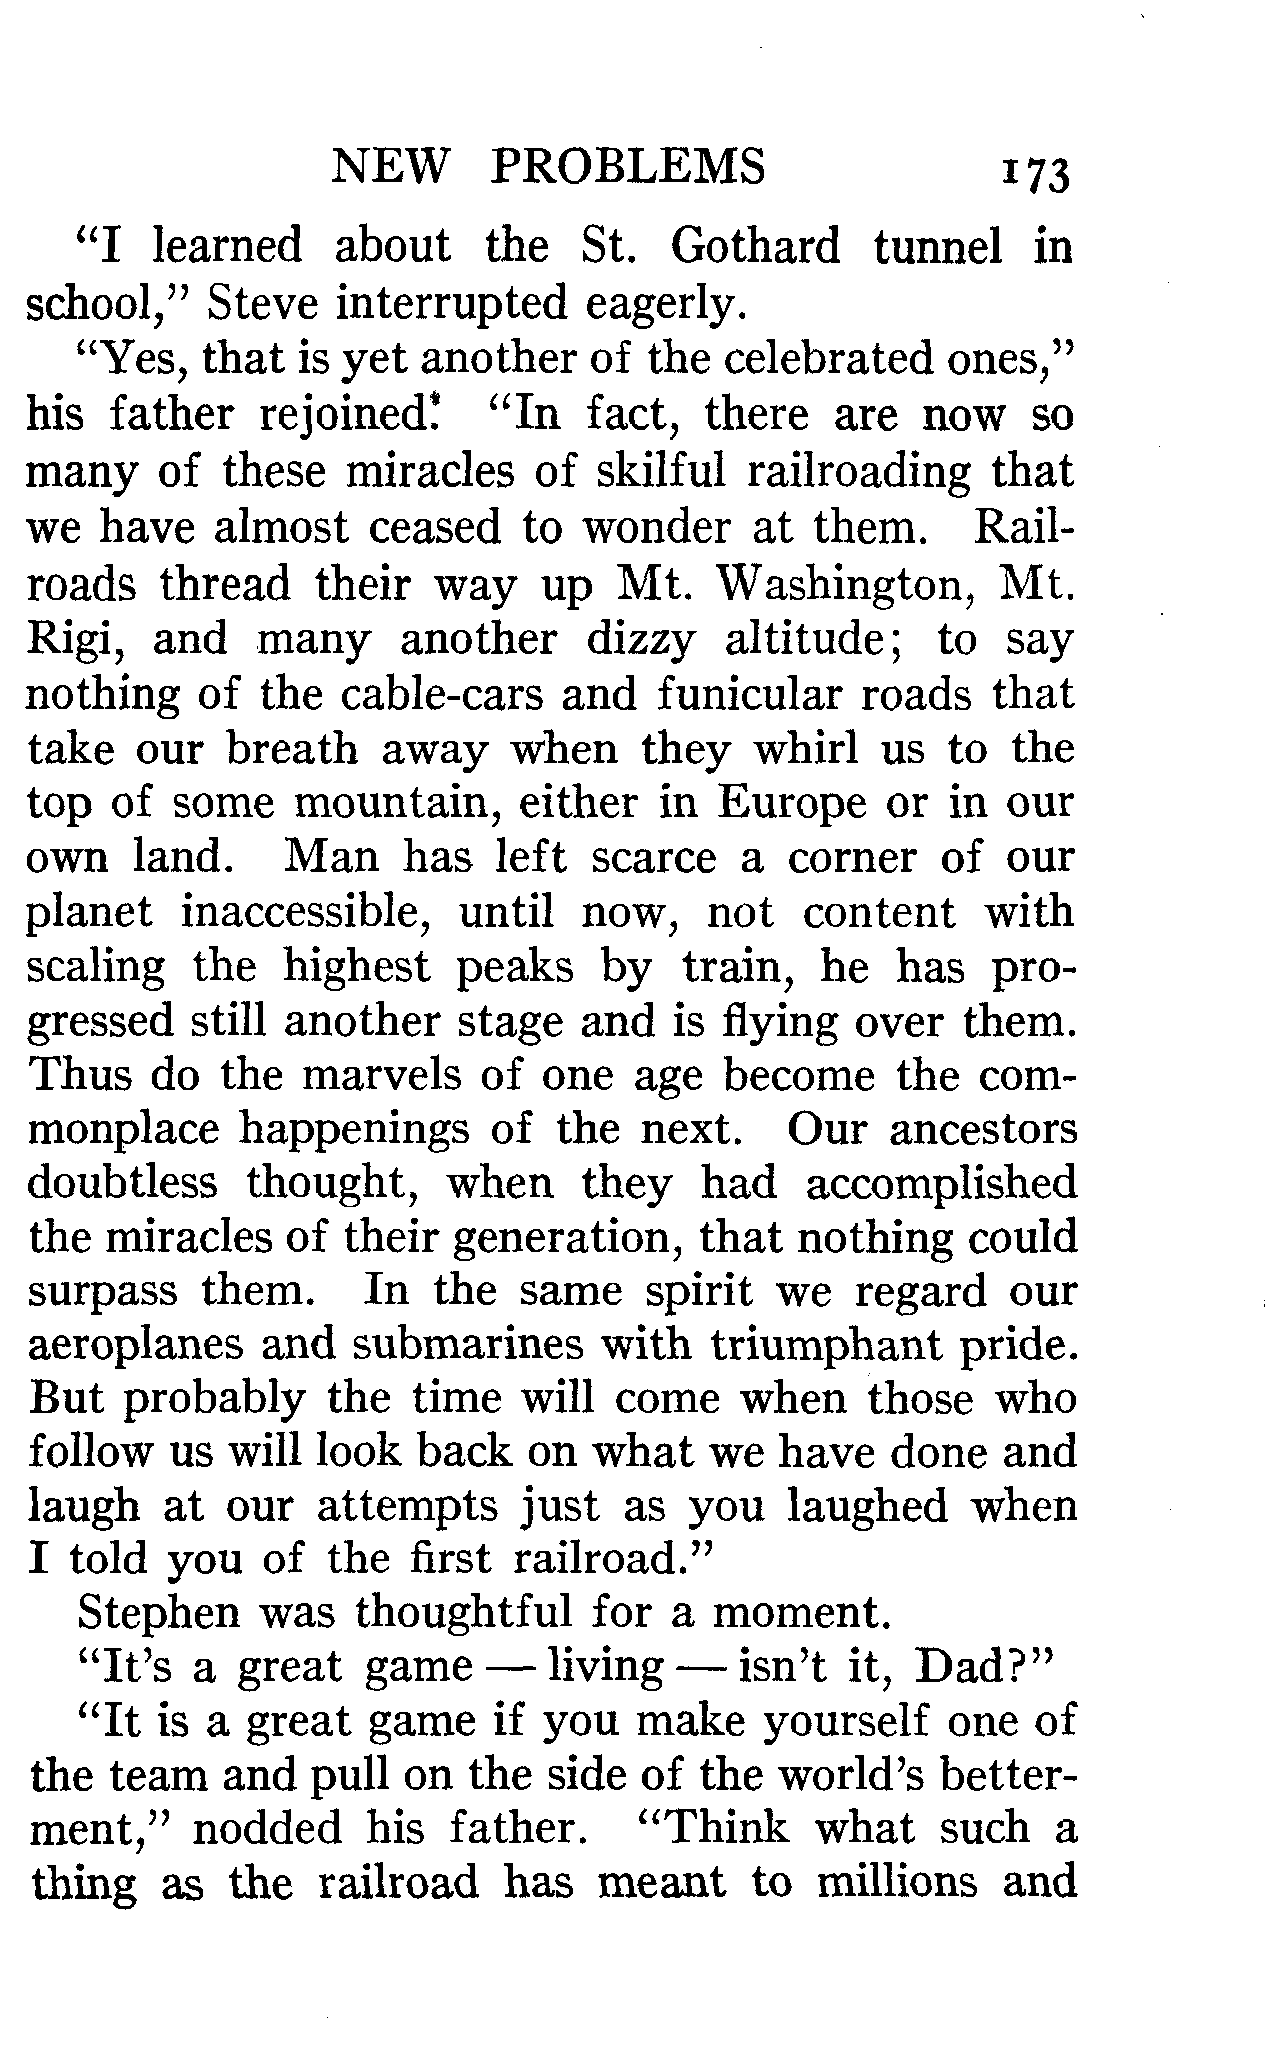 NEW PROBLEMS 173
"I learned about the St. Gothard tunnel in
school," Steve interrupted eagerly.
"Yes, that is yet another of the celebrated ones,"
his father rejoined. "In fact, there are now so
many of these miracles of skilful railroading that
we have almost ceased to wonder at them. Rail-
roads thread their way up Mt. Washington, Mt.
Rigi, and many another dizzy altitude; to say
nothing of the cable-cars and funicular roads that
take our breath away when they whirl us to the
top of some mountain, either in Europe or in our
own land. Man has left scarce a corner of our
planet inaccessible, until now, not content with
scaling the highest peaks by train, he has pro-
gressed still another stage and is flying over them.
Thus do the marvels of one age become the com-
monplace happenings of the next. Our ancestors
doubtless thought, when they had accomplished
the miracles of their generation, that nothing could
surpass them. In the same spirit we regard our
aeroplanes and submarines with triumphant pride.
But probably the time will come when those who
follow us will look back on what we have done and
laugh at our attempts just as you laughed when
I told you of the first railroad."
Stephen was thoughtful for a moment.
"It's a great game — living — isn't it, Dad?"
"It is a great game if you make yourself one of
the team and pull on the side of the world's better-
ment," nodded his father. "Think what such a
thing as the railroad has meant to millions and